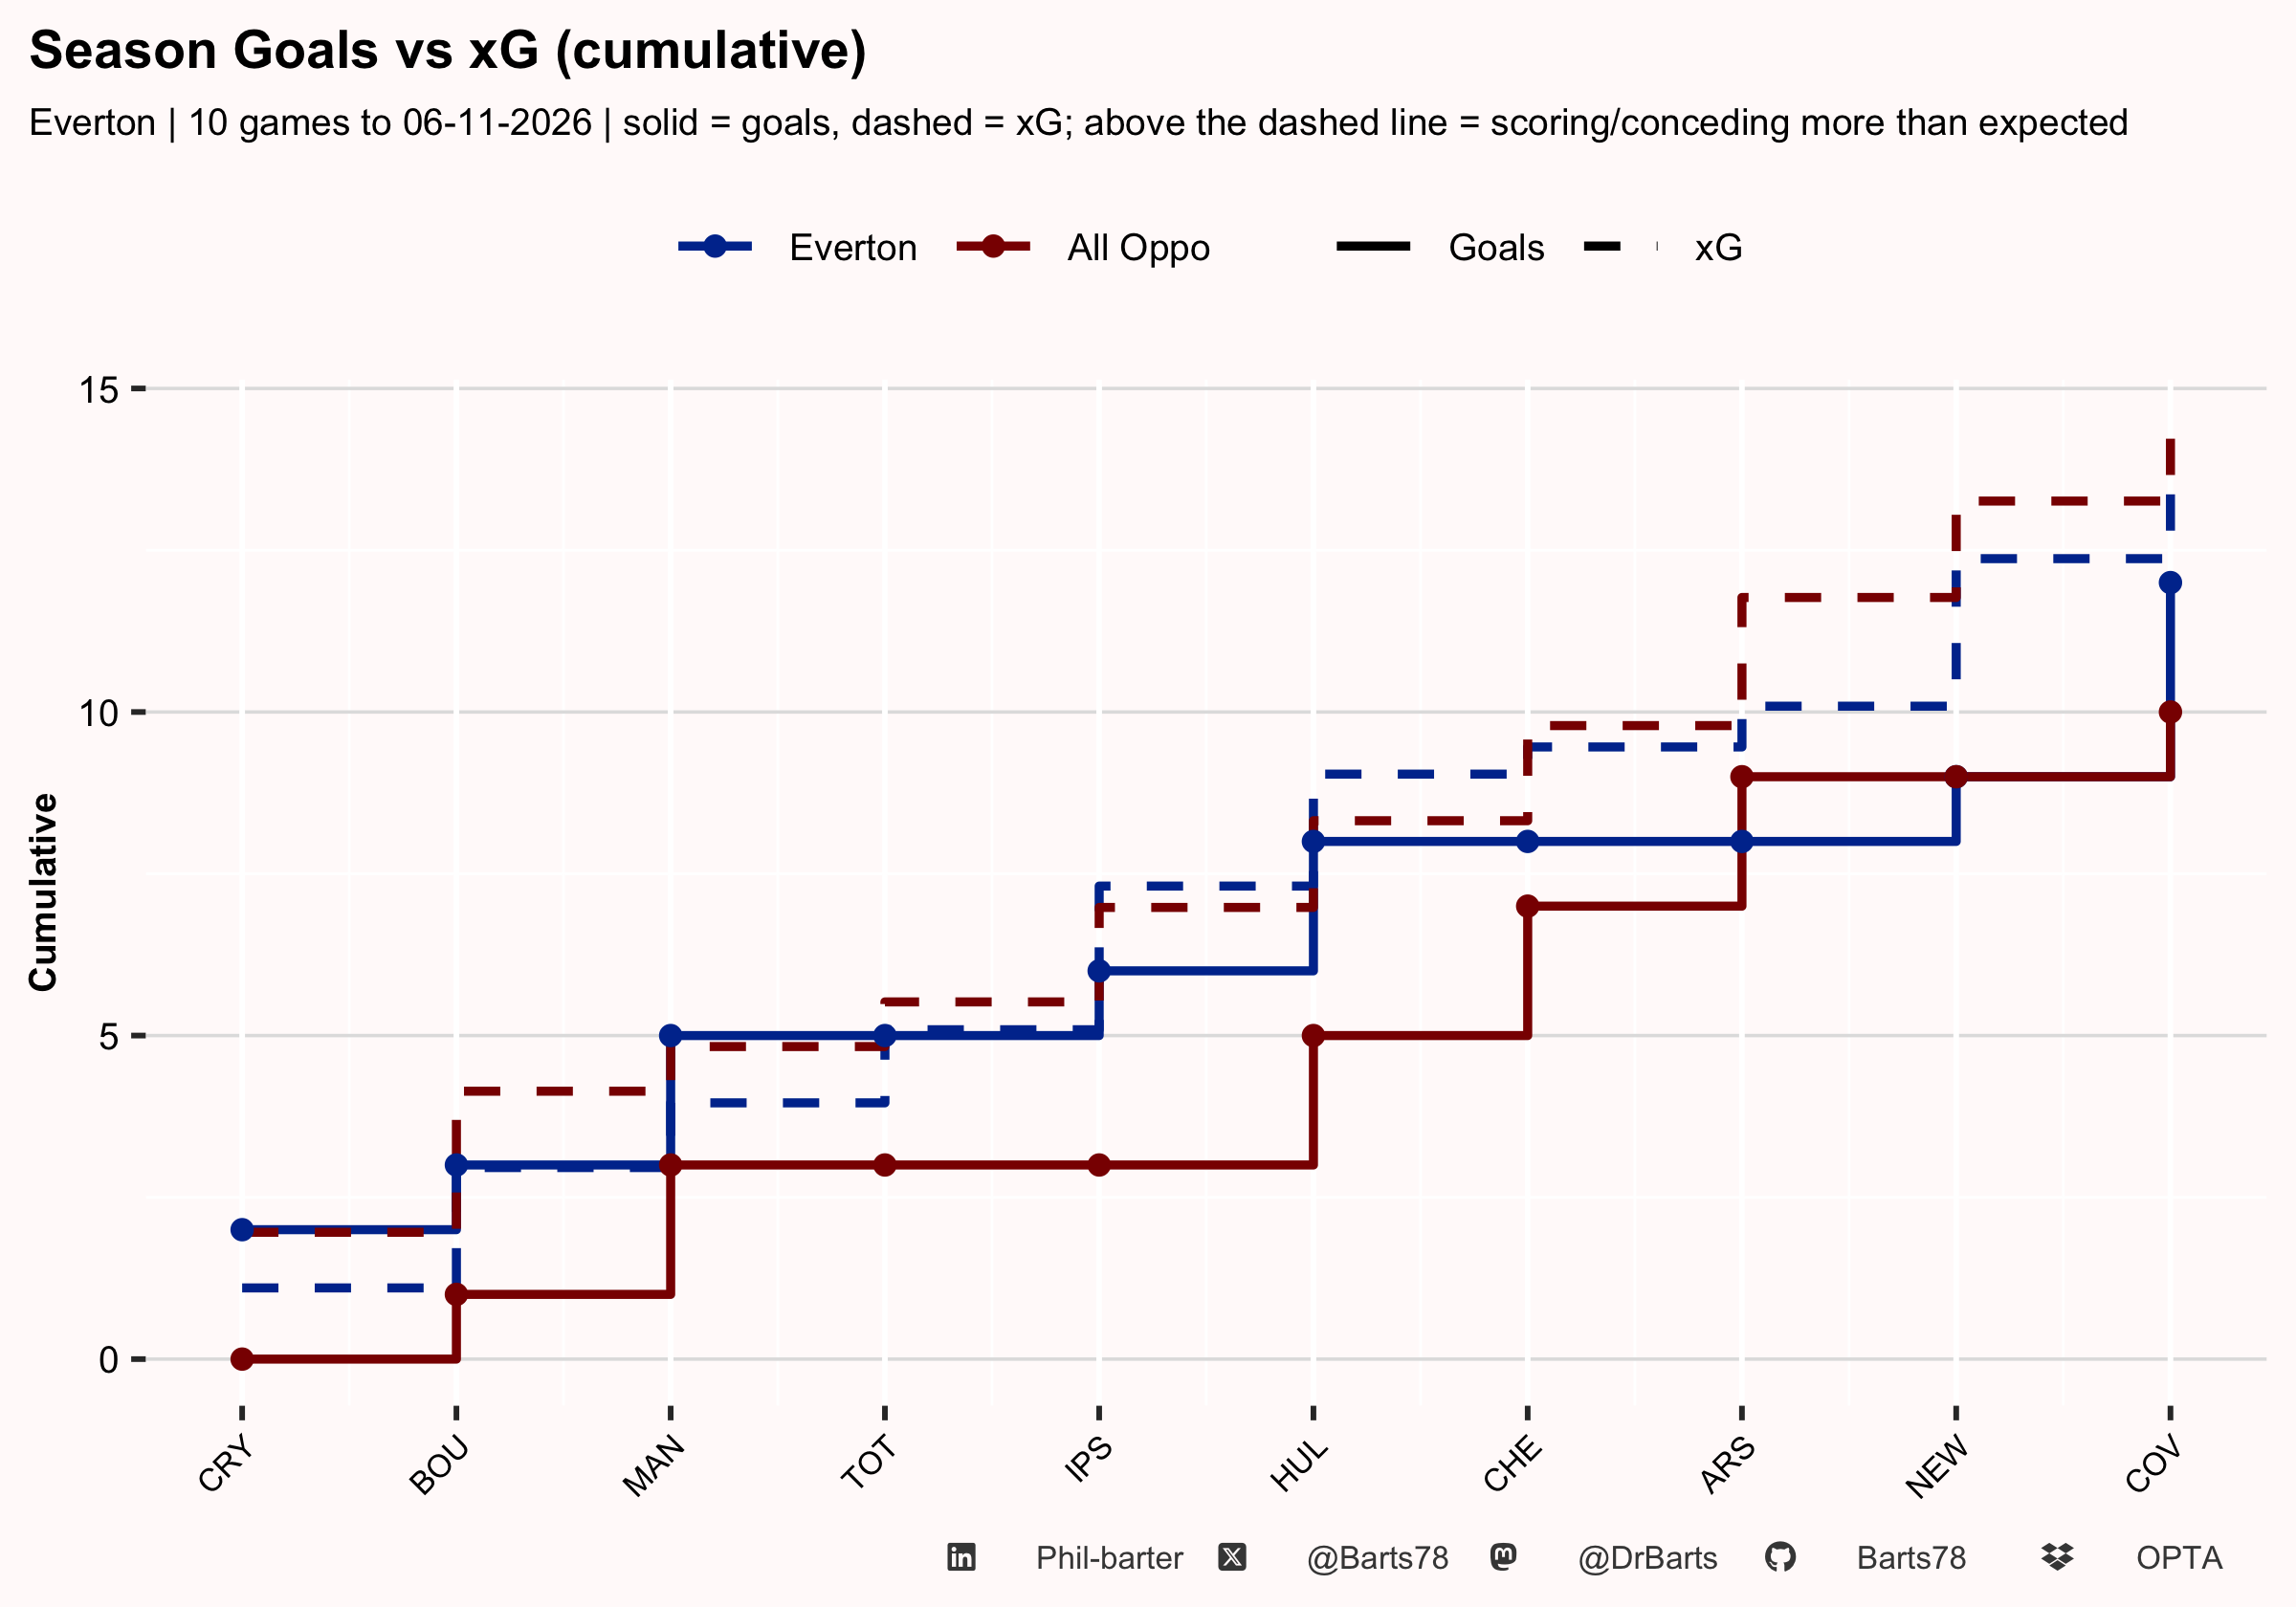 Season Goals vs xG (cumulative)
Everton | 10 games to 06-11-2026 | solid = goals, dashed = xG; above the dashed line = scoring/conceding more than expected
Everton All Oppo Goals xG
15
10
5
0
Cumulative
CRY BOU MAN TOT IPS HUL CHE ARS NEW COV
Phil-barter @Barts78 @DrBarts Barts78 OPTA